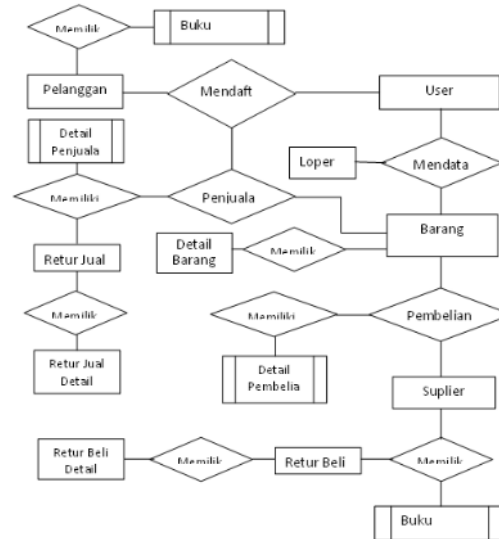 Memilik
Buku
Pelanggan
Mendaft
User
Detail
Penjuala
Loper
Mendata
Memiliki
Penjuala
Barang
Detail
Barang
Memilik
Retur Jual
Memilik
Memiliki
Pembelian
Retur Jual
Detail
Detail
Pembelia
Suplier
Retur Beli
Detail
Memilik
Retur Beli
Memilik
Buku